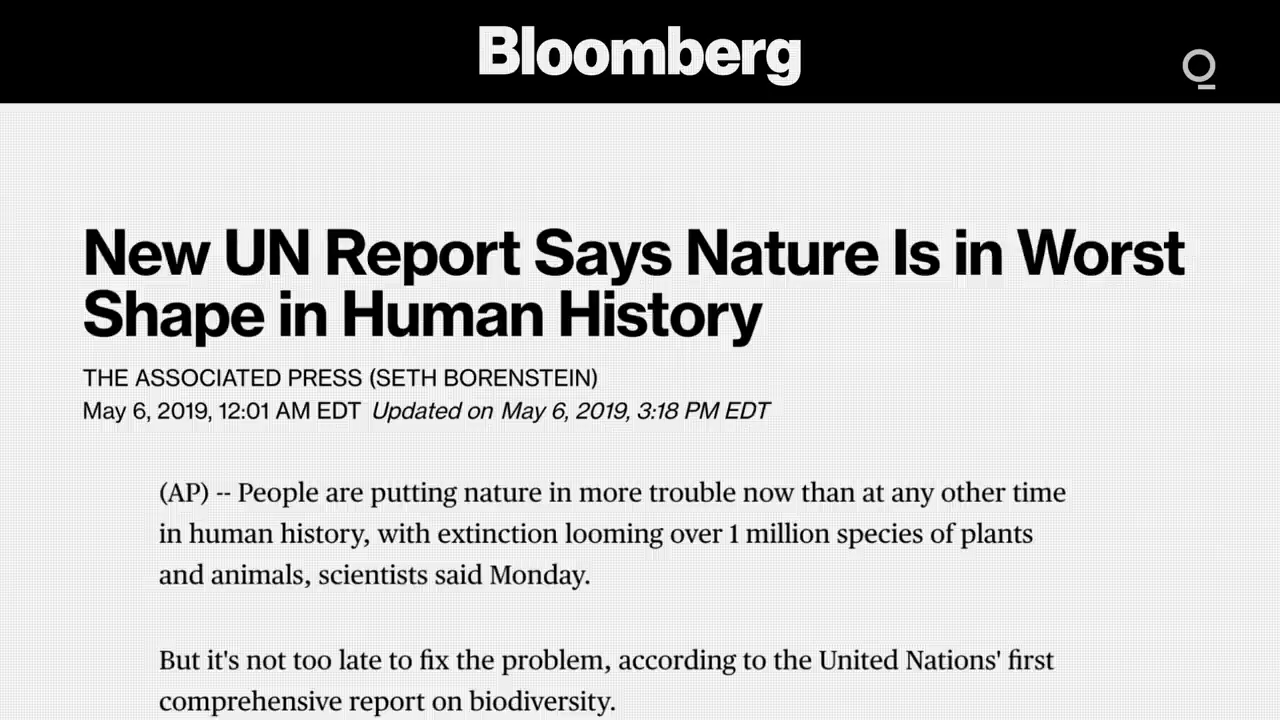 Bloomberg
New UN Report Says Nature Is in Worst
Shape in Human History
THE ASSOCIATED PRESS (SETH BORENSTEIN)
May 6, 2019, 12:01 AM EDT Updated on May 6, 2019, 3:18 PM EDT
(AP) -- People are putting nature in more trouble now than at any other time
in human history, with extinction looming over 1 million species of plants
and animals, scientists said Monday.
But it's not too late to fix the problem, according to the United Nations' first
comprehensive report on biodiversity.